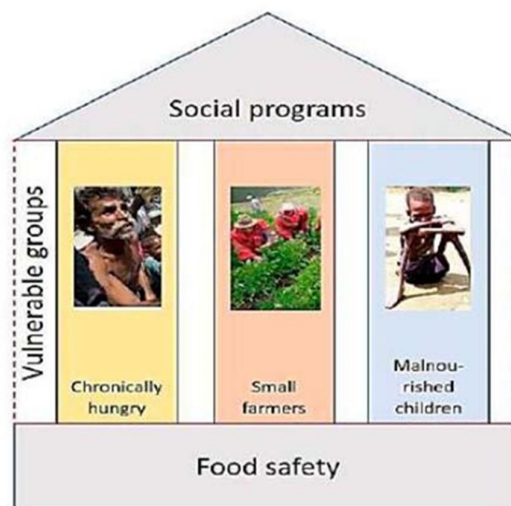 Social programs
Vulnerable groups
Chronically
hungry
Small
farmers
Malnou-
rished
children
Food safety